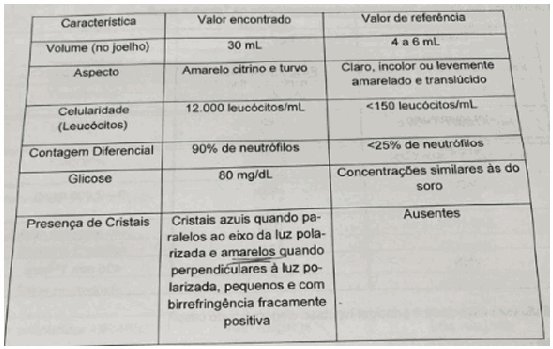 Característica Valor encontrado Valor de referência
Volume (no joelho) 30 mL 4 a 6 mL
Aspecto Amarelo citrino e turvo Claro, incolor ou levemente
amarelado e translúcido
Celularidade 12.000 leucócitos/mL <150 leucócitos/mL
(Leucócitos)
Contagem Diferencial 90% de neutrófilos <25% de neutrófilos
Glicose 80 mg/dL Concentrações similares às do
soro
Presença de Cristais Cristais azuis quando pa- Ausentes
ralelos ao eixo da luz pola-
rizada e amarelos quando
perpendiculares à luz po-
larizada, pequenos e com
birrefringência fracamente
positiva